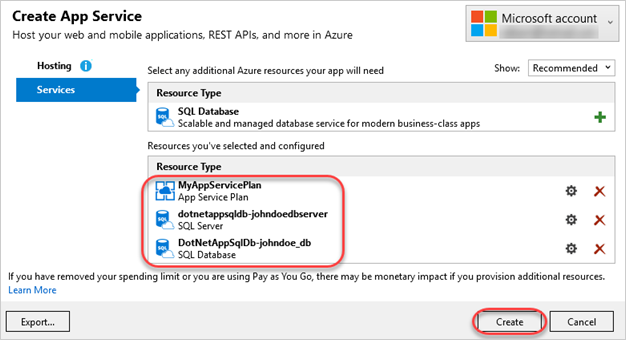 Create App Service
Host your web and mobile applications, REST APIs, and more in Azure
Microsoft account
Hosting
Services
Select any additional Azure resources your app will need
Show: Recommended
Resource Type
SQL Database
Scalable and managed database service for modern business-class apps
Resources you've selected and configured
Resource Type
MyAppServicePlan
App Service Plan
dotnetappsqldb-johndoedbserver
SQL Server
DotNetAppSqlDb-johndoe_db
SQL Database
If you have removed your spending limit or you are using Pay as You Go, there may be monetary impact if you provision additional resources.
Learn More
Export...
Create
Cancel